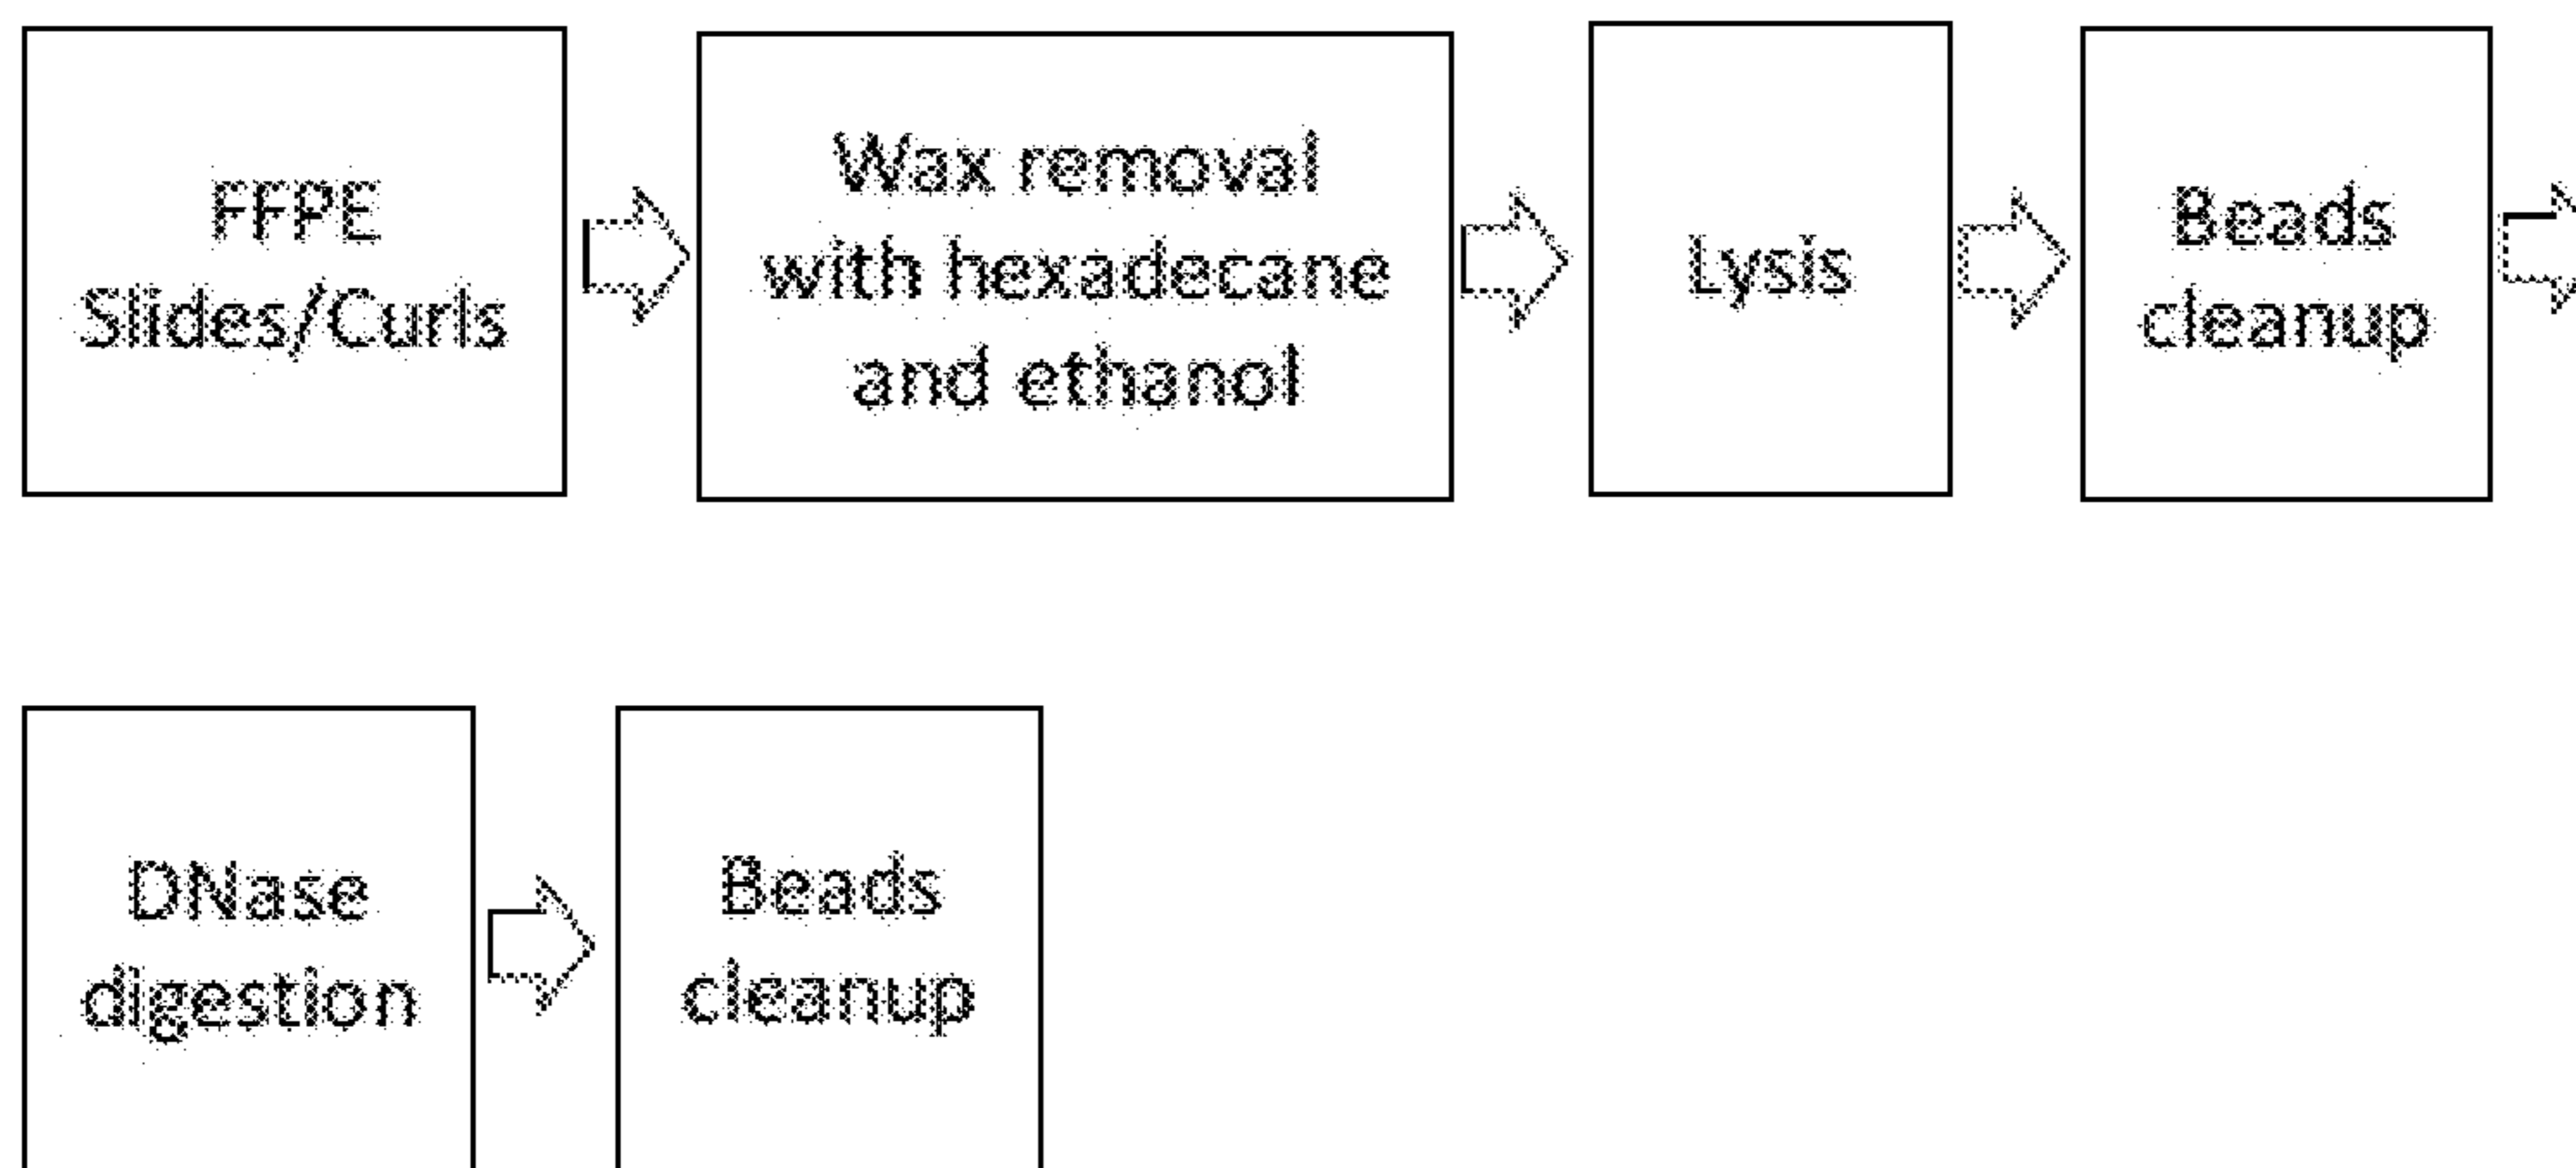 FFPE
Slides/Curls
Wax removal
with hexadecane
and ethanol
Lysis
Beads
cleanup
DNase
digestion
Beads
cleanup